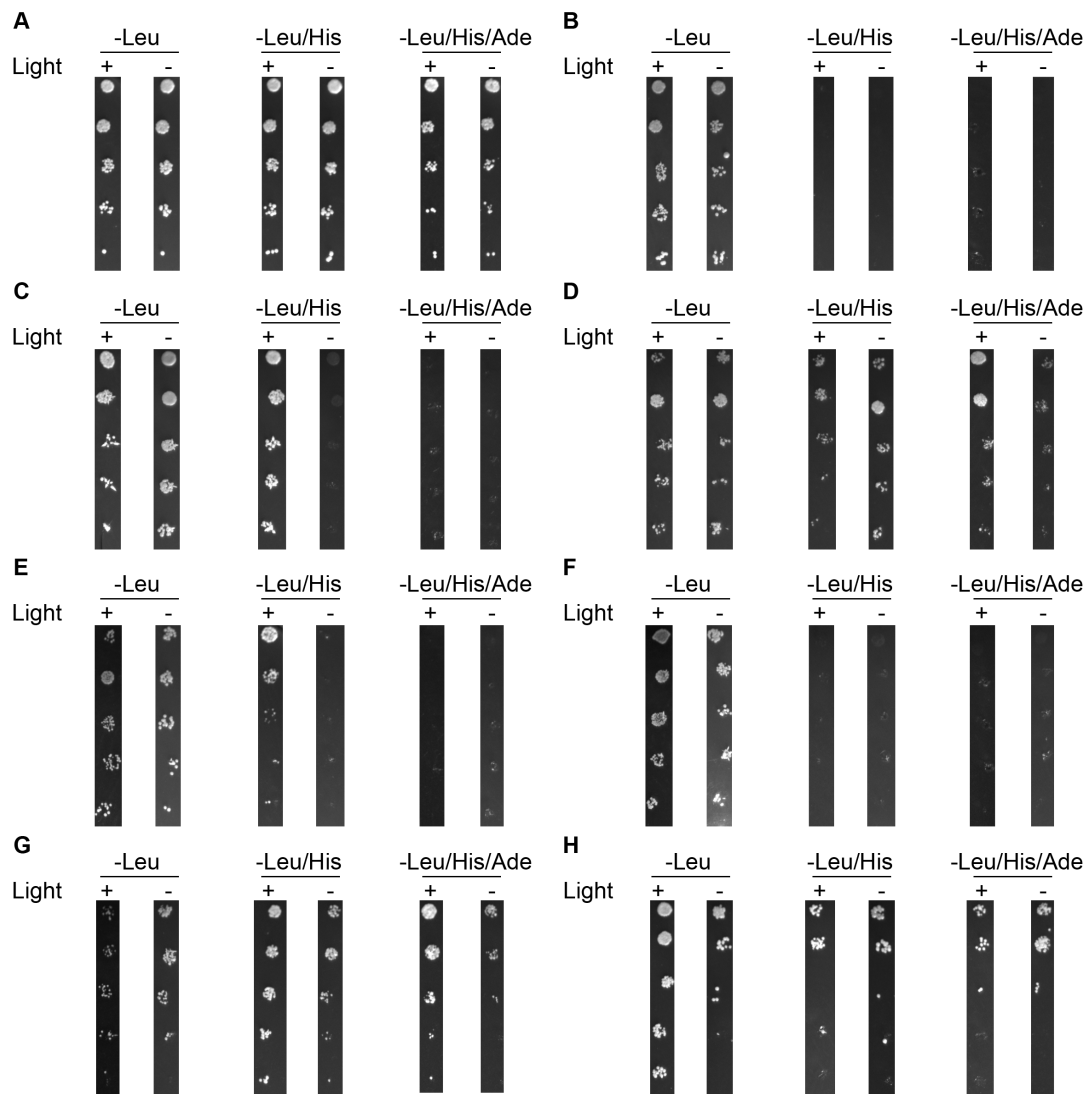 A B
-Leu -Leu/His -Leu/His/Ade -Leu -Leu/His -Leu/His/Ade
Light + - + - + - Light + - + - + -
C D
-Leu -Leu/His -Leu/His/Ade -Leu -Leu/His -Leu/His/Ade
Light + - + - + - Light + - + - + -
E F
-Leu -Leu/His -Leu/His/Ade -Leu -Leu/His -Leu/His/Ade
Light + - + - + - Light + - + - + -
G H
-Leu -Leu/His -Leu/His/Ade -Leu -Leu/His -Leu/His/Ade
Light + - + - + - Light + - + - + -